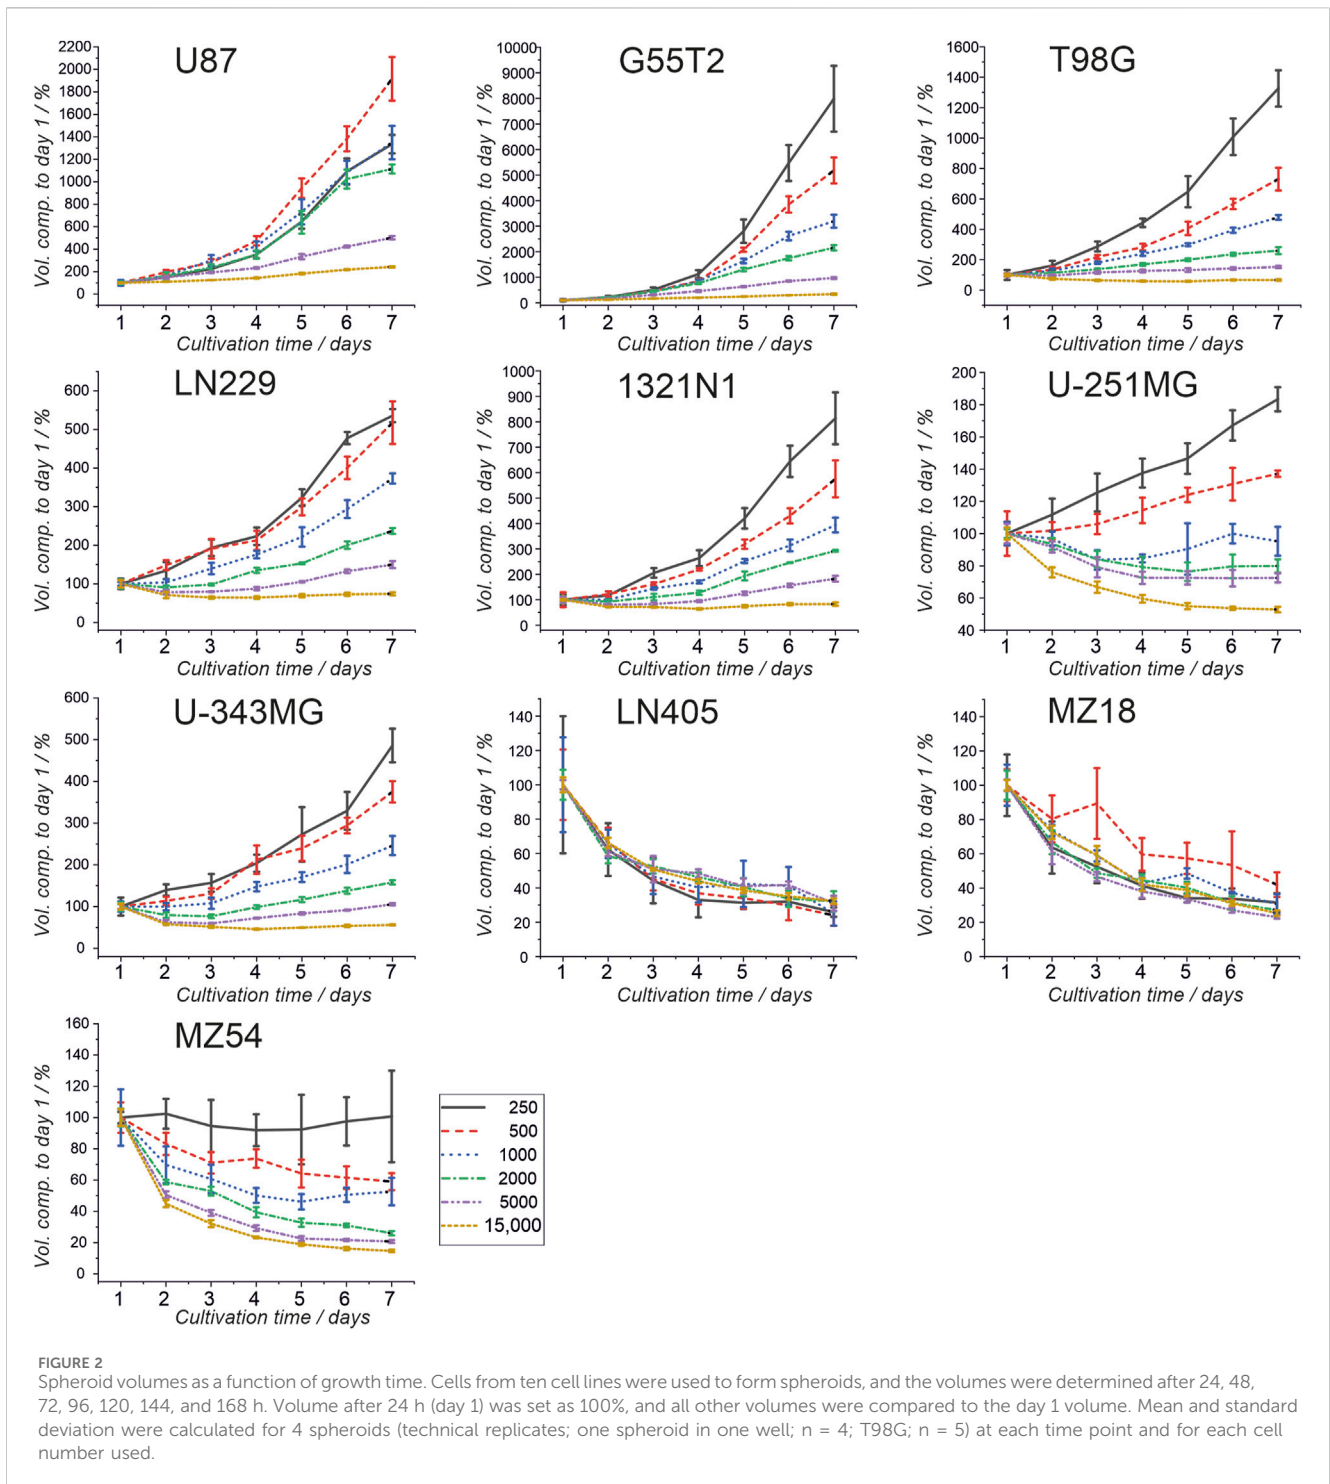 U87
Vol. comp. to day 1 / %
2200
2000
1800
1600
1400
1200
1000
800
600
400
200
0
1 2 3 4 5 6 7
Cultivation time / days
G55T2
Vol. comp. to day 1 / %
10000
9000
8000
7000
6000
5000
4000
3000
2000
1000
0
1 2 3 4 5 6 7
Cultivation time / days
T98G
Vol. comp. to day 1 / %
1600
1400
1200
1000
800
600
400
200
0
1 2 3 4 5 6 7
Cultivation time / days
LN229
Vol. comp. to day 1 / %
600
500
400
300
200
100
0
1 2 3 4 5 6 7
Cultivation time / days
1321N1
Vol. comp. to day 1 / %
1000
900
800
700
600
500
400
300
200
100
0
1 2 3 4 5 6 7
Cultivation time / days
U-251MG
Vol. comp. to day 1 / %
200
180
160
140
120
100
80
60
40
1 2 3 4 5 6 7
Cultivation time / days
U-343MG
Vol. comp. to day 1 / %
600
500
400
300
200
100
0
1 2 3 4 5 6 7
Cultivation time / days
LN405
Vol. comp. to day 1 / %
140
120
100
80
60
40
20
0
1 2 3 4 5 6 7
Cultivation time / days
MZ18
Vol. comp. to day 1 / %
140
120
100
80
60
40
20
0
1 2 3 4 5 6 7
Cultivation time / days
MZ54
Vol. comp. to day 1 / %
160
140
120
100
80
60
40
20
0
1 2 3 4 5 6 7
Cultivation time / days
250
500
1000
2000
5000
15,000
FIGURE 2
Spheroid volumes as a function of growth time. Cells from ten cell lines were used to form spheroids, and the volumes were determined after 24, 48,
72, 96, 120, 144, and 168 h. Volume after 24 h (day 1) was set as 100%, and all other volumes were compared to the day 1 volume. Mean and standard
deviation were calculated for 4 spheroids (technical replicates; one spheroid in one well; n = 4; T98G; n = 5) at each time point and for each cell
number used.